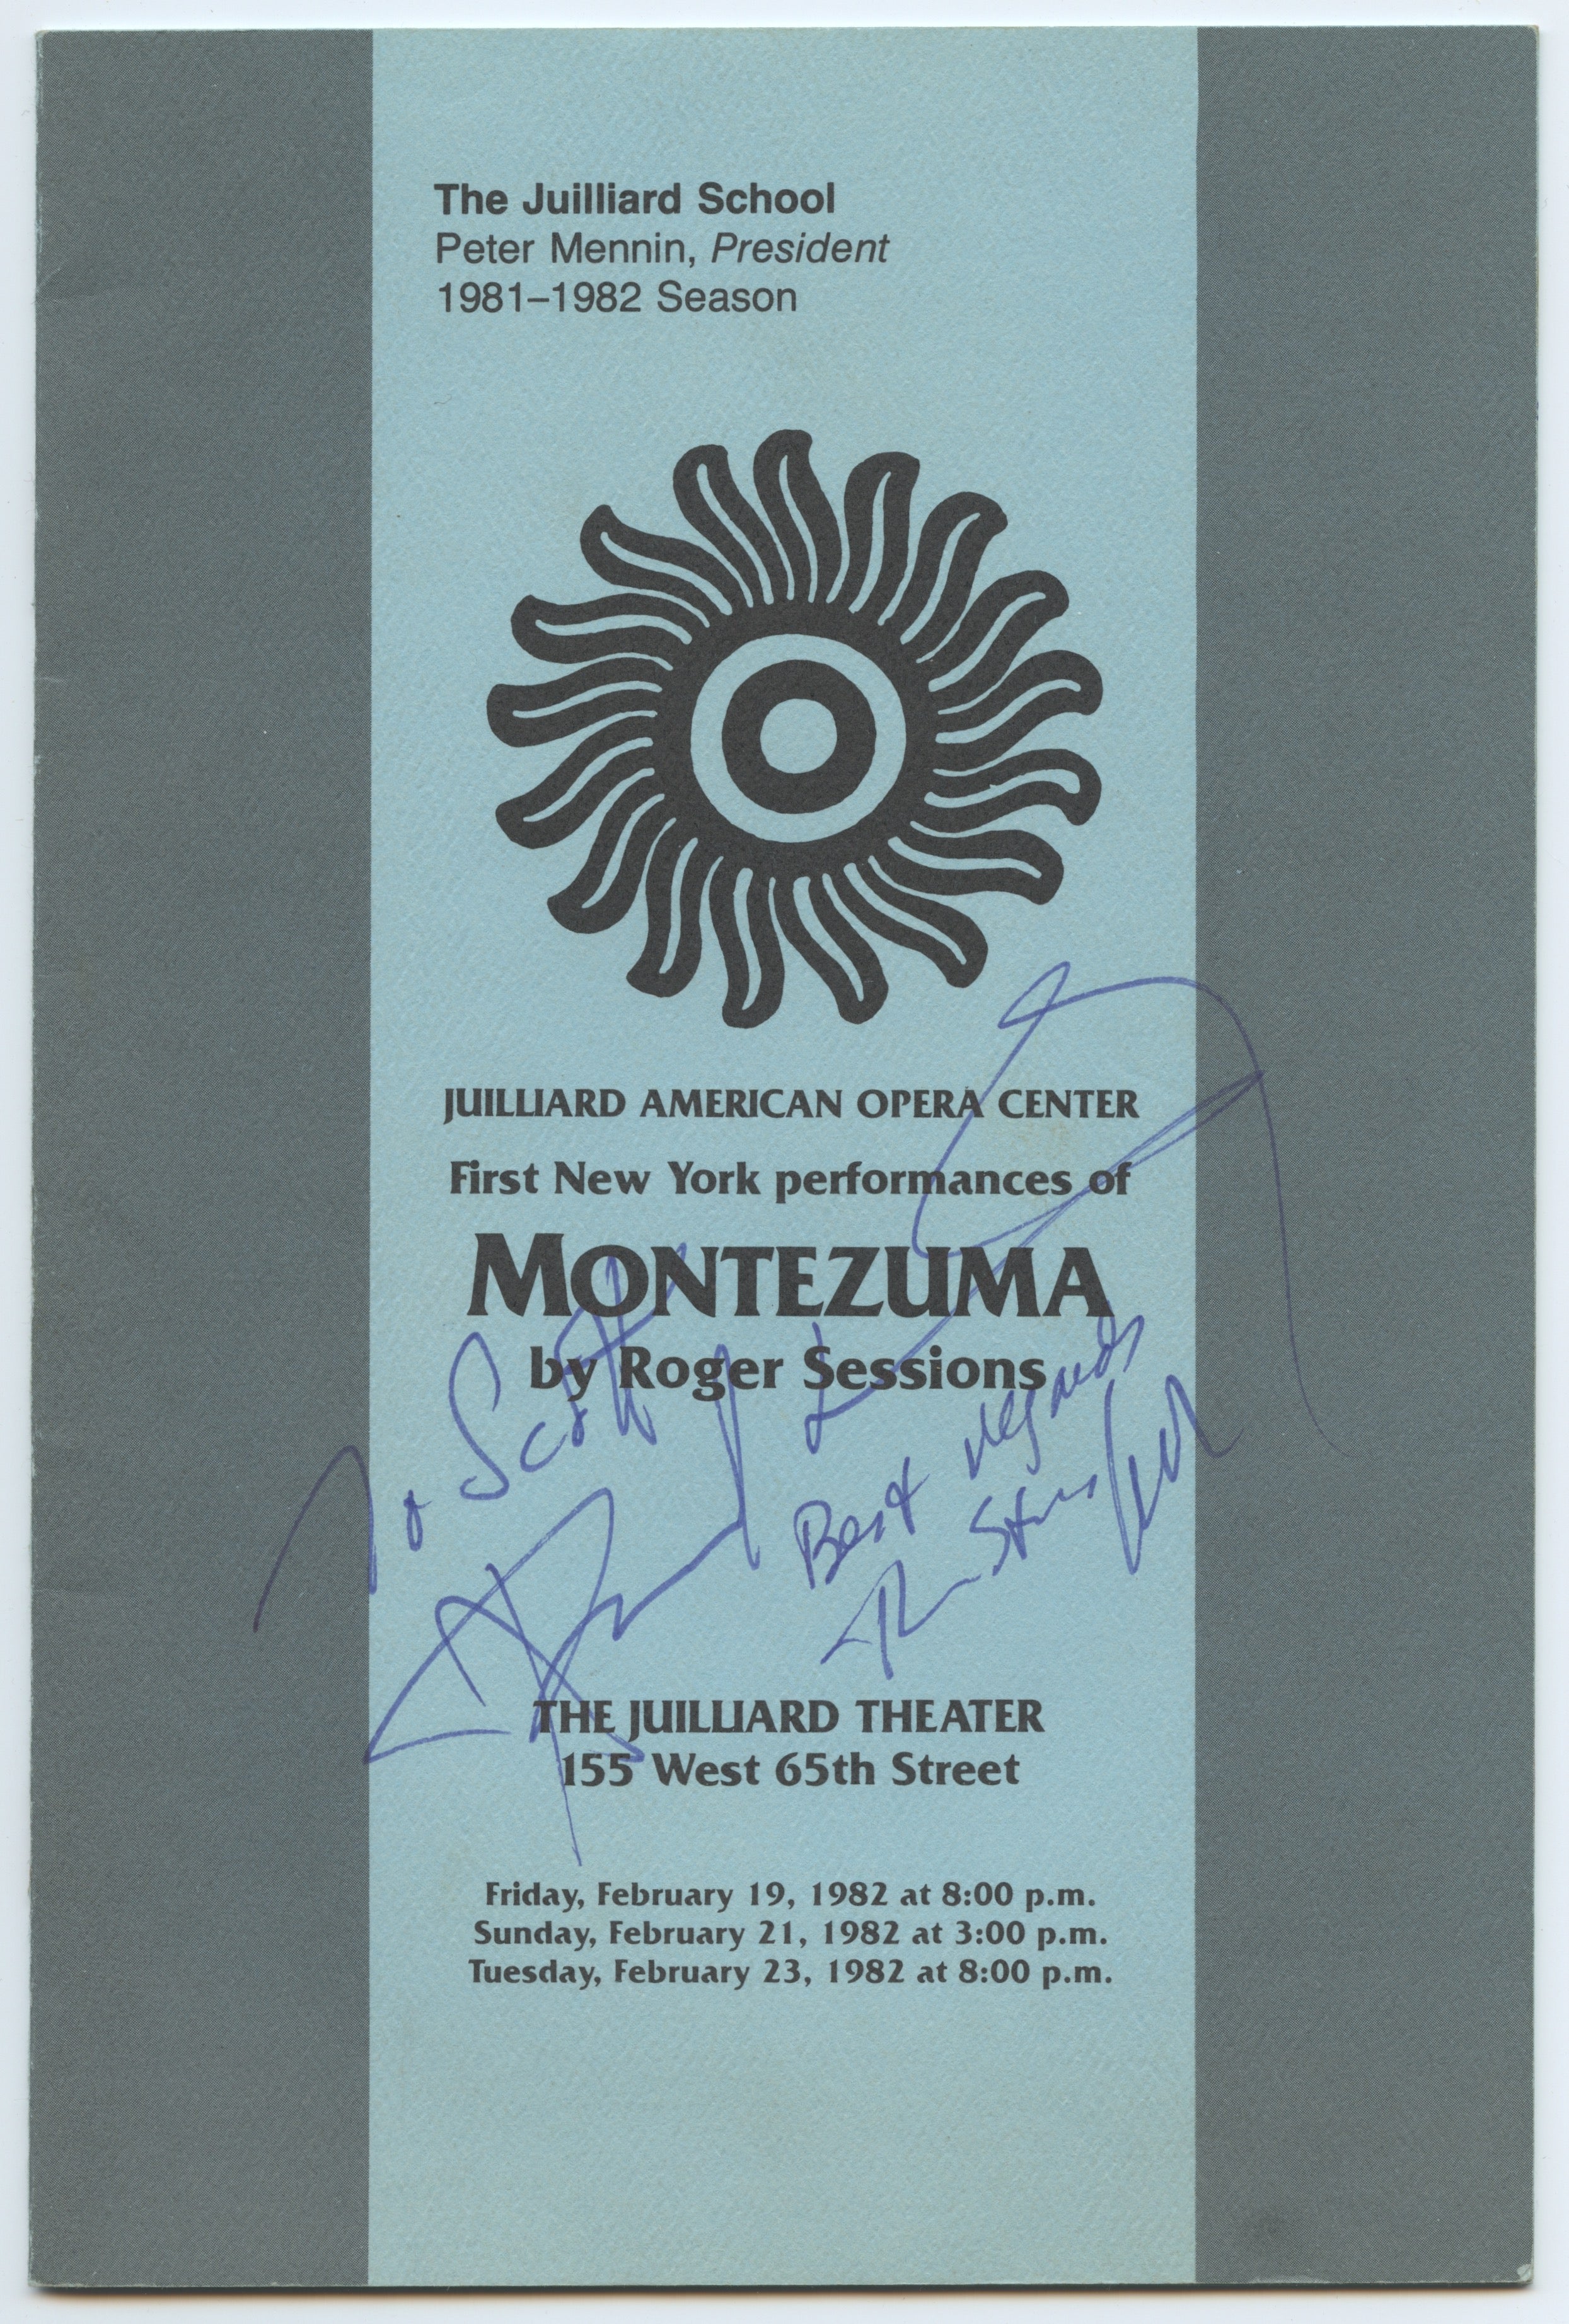 The Juilliard School
Peter Mennin, President
1981–1982 Season
JUILLIARD AMERICAN OPERA CENTER
First New York performances of
MONTEZUMA
by Roger Sessions
To Scott
Best regards
THE JUILLIARD THEATER
155 West 65th Street
Friday, February 19, 1982 at 8:00 p.m.
Sunday, February 21, 1982 at 3:00 p.m.
Tuesday, February 23, 1982 at 8:00 p.m.